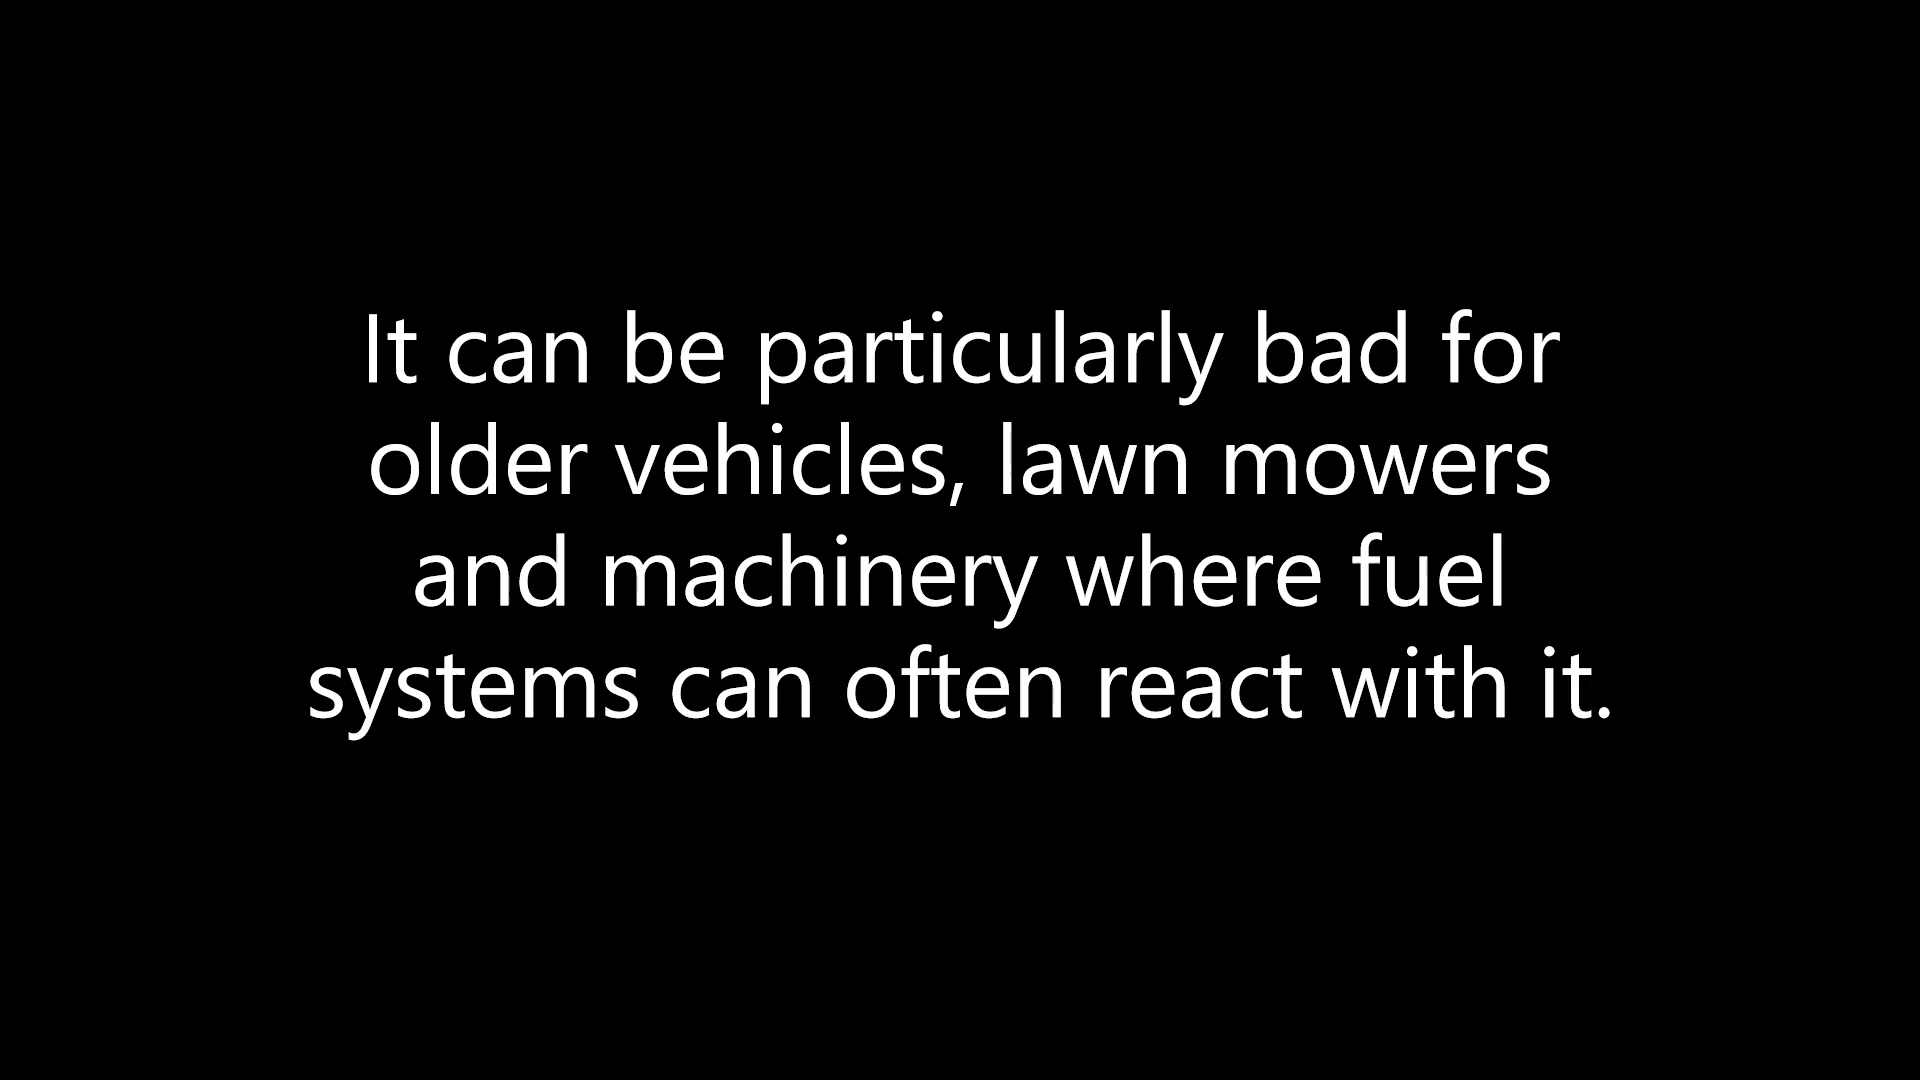 It can be particularly bad for
older vehicles, lawn mowers
and machinery where fuel
systems can often react with it.